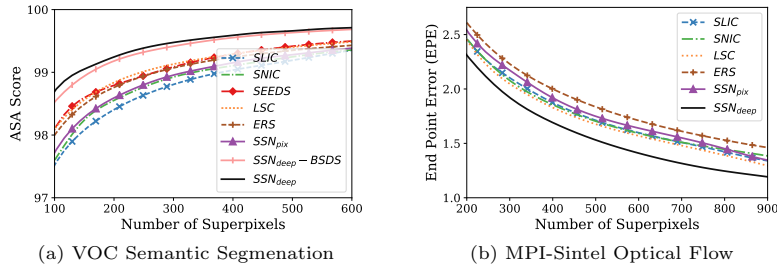 100
99
98
97
ASA Score
SLIC
SNIC
SEEDS
LSC
ERS
SSNpix
SSNdeep−BSDS
SSNdeep
100 200 300 400 500 600
Number of Superpixels
(a) VOC Semantic Segmenation
2.5
2.0
1.5
1.0
End Point Error (EPE)
SLIC
SNIC
LSC
ERS
SSNpix
SSNdeep
200 300 400 500 600 700 800 900
Number of Superpixels
(b) MPI-Sintel Optical Flow